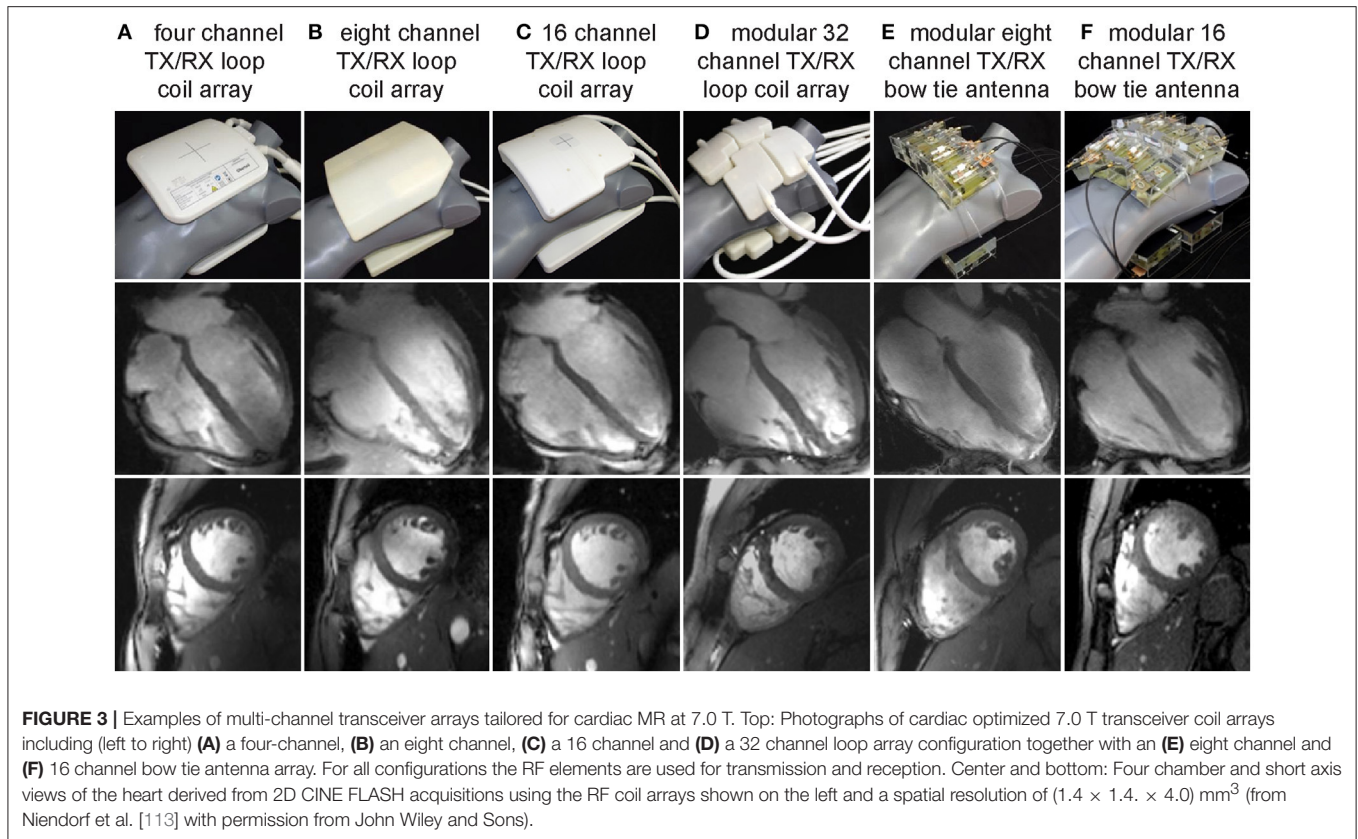 A four channel TX/RX loop coil array
B eight channel TX/RX loop coil array
C 16 channel TX/RX loop coil array
D modular 32 channel TX/RX loop coil array
E modular eight channel TX/RX bow tie antenna
F modular 16 channel TX/RX bow tie antenna
FIGURE 3 | Examples of multi-channel transceiver arrays tailored for cardiac MR at 7.0 T. Top: Photographs of cardiac optimized 7.0 T transceiver coil arrays
including (left to right) (A) a four-channel, (B) an eight channel, (C) a 16 channel and (D) a 32 channel loop array configuration together with an (E) eight channel and
(F) 16 channel bow tie antenna array. For all configurations the RF elements are used for transmission and reception. Center and bottom: Four chamber and short axis
views of the heart derived from 2D CINE FLASH acquisitions using the RF coil arrays shown on the left and a spatial resolution of (1.4 × 1.4. × 4.0) mm³ (from
Niendorf et al. [113] with permission from John Wiley and Sons).